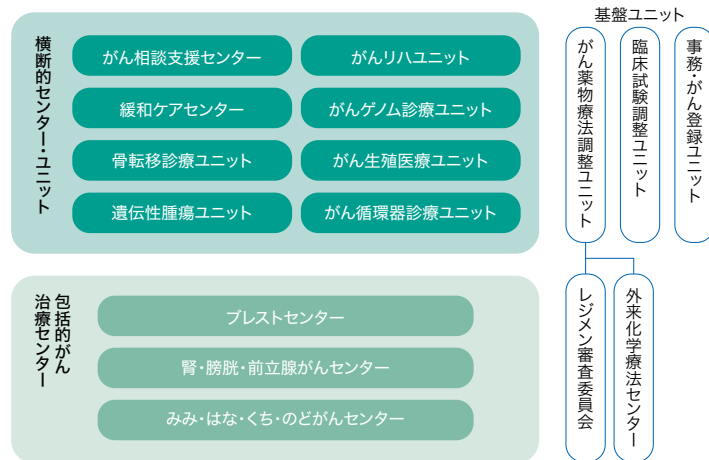 横断的センター・ユニット
がん相談支援センター
がんリハユニット
緩和ケアセンター
がんゲノム診療ユニット
骨転移診療ユニット
がん生殖医療ユニット
遺伝性腫瘍ユニット
がん循環器診療ユニット
包括的がん
治療センター
ブレストセンター
腎・膀胱・前立腺がんセンター
みみ・はな・くち・のどがんセンター
基盤ユニット
がん薬物療法調整ユニット
臨床試験調整ユニット
事務・がん登録ユニット
レジメン審査委員会
外来化学療法センター